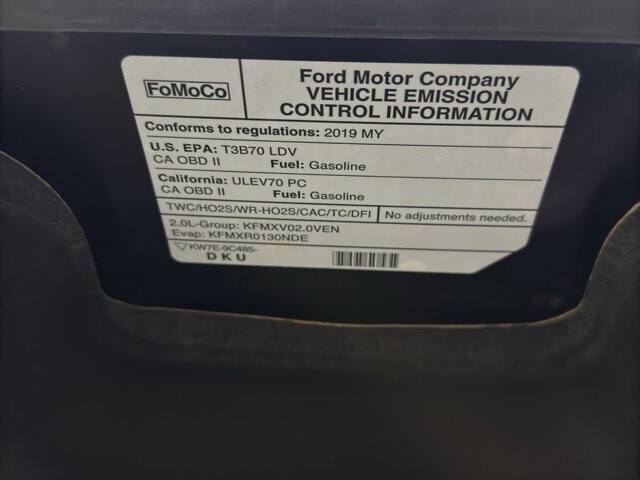 FoMoCo
Ford Motor Company
VEHICLE EMISSION
CONTROL INFORMATION
Conforms to regulations: 2019 MY
U.S. EPA: T3B70 LDV
CA OBD II Fuel: Gasoline
California: ULEV70 PC
CA OBD II Fuel: Gasoline
TWC/HO2S/WR-HO2S/CAC/TC/DFI No adjustments needed.
2.0L-Group: KFMXV02.0VEN
Evap: KFMXR0130NDE
KW7E-9C485-
DKU